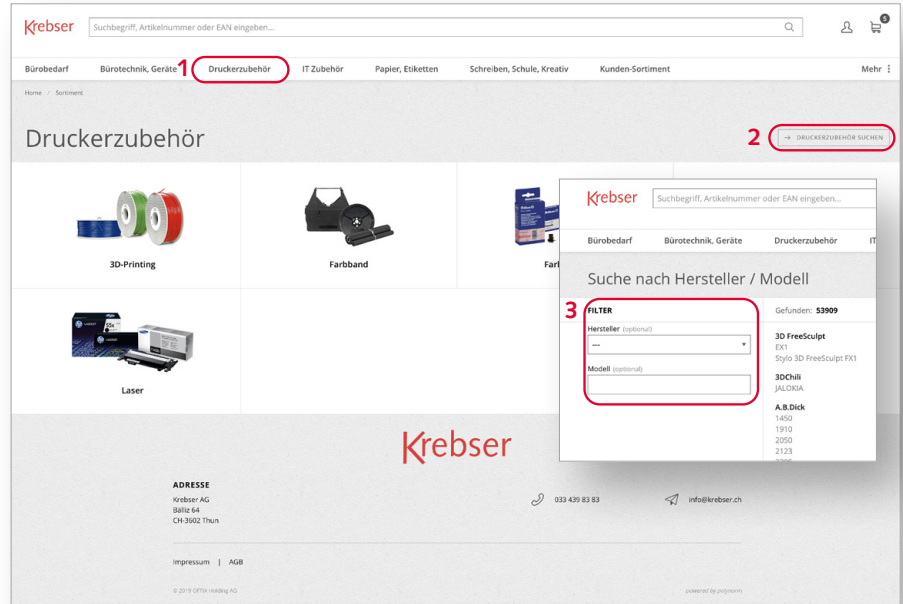 Krebser
Suchbegriff, Artikelnummer oder EAN eingeben...
5
Bürobedarf
Bürotechnik, Geräte
1
Druckerzubehör
IT Zubehör
Papier, Etiketten
Schreiben, Schule, Kreativ
Kunden-Sortiment
Mehr
Home / Sortiment
Druckerzubehör
2
→ DRUCKERZUBEHÖR SUCHEN
3D-Printing
Farbband
Far
Laser
Krebser
Suchbegriff, Artikelnummer oder EAN eingeben...
Bürobedarf
Bürotechnik, Geräte
Druckerzubehör
IT
Suche nach Hersteller / Modell
3
FILTER
Hersteller (optional)
---
Modell (optional)
Gefunden: 53909
3D FreeSculpt
EX1
Stylo 3D FreeSculpt FX1
3DChili
JALOKIA
A.B.Dick
1450
1910
2050
2123
Krebser
ADRESSE
Krebser AG
Bälliz 64
CH-3602 Thun
033 439 83 83
info@krebser.ch
Impressum | AGB
© 2019 OFFIX Holding AG
powered by polynorm